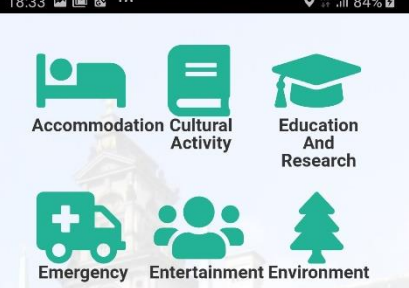 18:33 84%
Accommodation Cultural Activity
Education And Research
Emergency Entertainment Environment